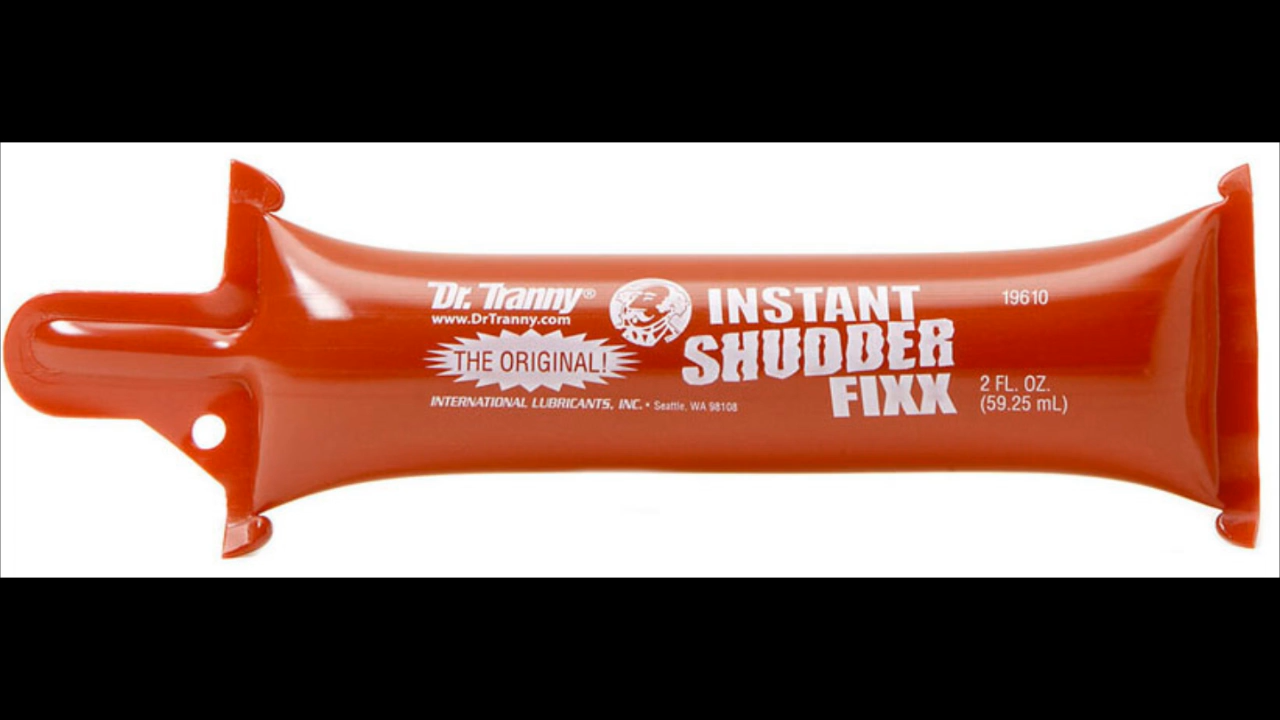 Dr. Tranny®
www.DrTranny.com
THE ORIGINAL!
INTERNATIONAL LUBRICANTS, INC. • Seattle, WA 98108
INSTANT
SHUDDER
FIXX
19610
2 FL. OZ.
(59.25 mL)